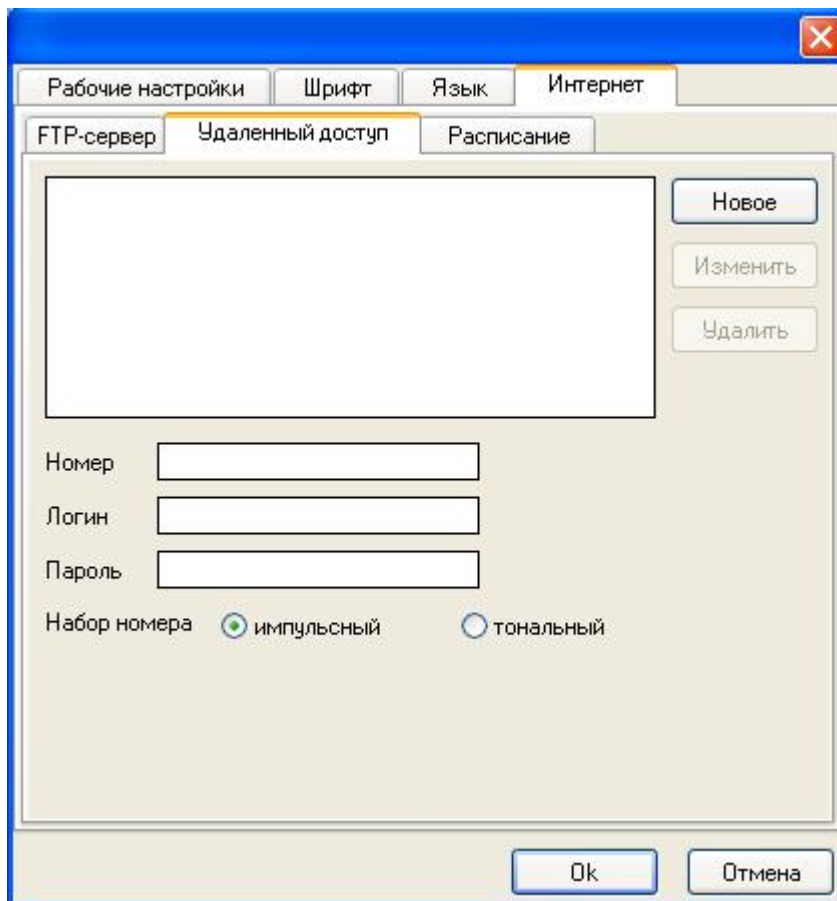 Рабочие настройки Шрифт Язык Интернет
FTP-сервер Удаленный доступ Расписание
Новое
Изменить
Удалить
Номер
Логин
Пароль
Набор номера импульсный тональный
Ok Отмена